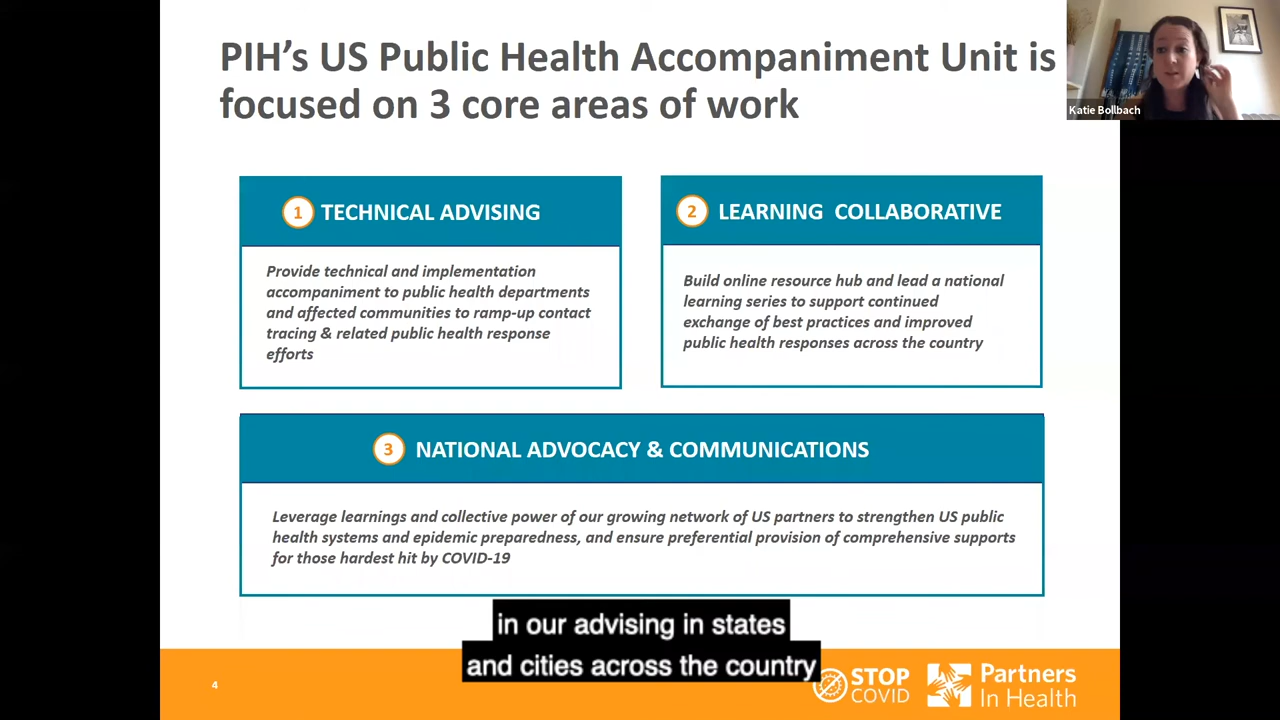 PIH's US Public Health Accompaniment Unit is
focused on 3 core areas of work
Katie Bollbach
1 TECHNICAL ADVISING
Provide technical and implementation
accompaniment to public health departments
and affected communities to ramp-up contact
tracing & related public health response
efforts
2 LEARNING COLLABORATIVE
Build online resource hub and lead a national
learning series to support continued
exchange of best practices and improved
public health responses across the country
3 NATIONAL ADVOCACY & COMMUNICATIONS
Leverage learnings and collective power of our growing network of US partners to strengthen US public
health systems and epidemic preparedness, and ensure preferential provision of comprehensive supports
for those hardest hit by COVID-19
in our advising in states
and cities across the country
4
STOP
COVID
Partners
In Health